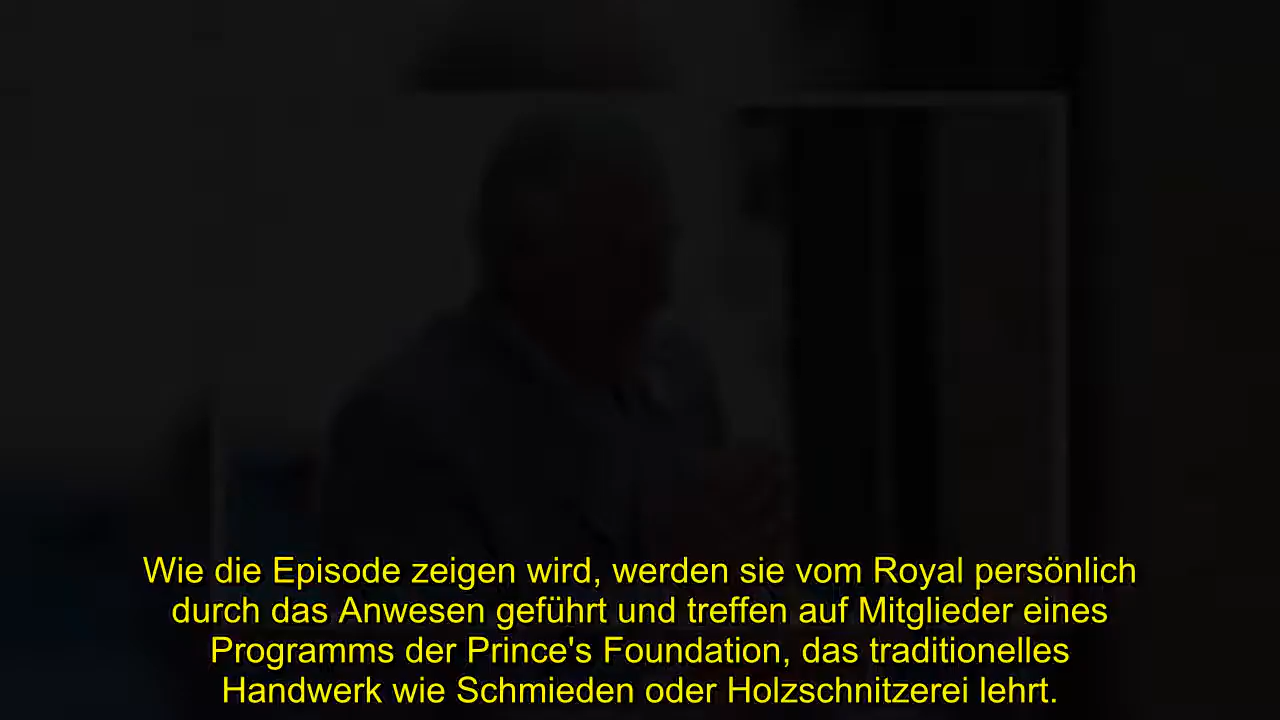 Wie die Episode zeigen wird, werden sie vom Royal persönlich
durch das Anwesen geführt und treffen auf Mitglieder eines
Programms der Prince's Foundation, das traditionelles
Handwerk wie Schmieden oder Holzschnitzerei lehrt.